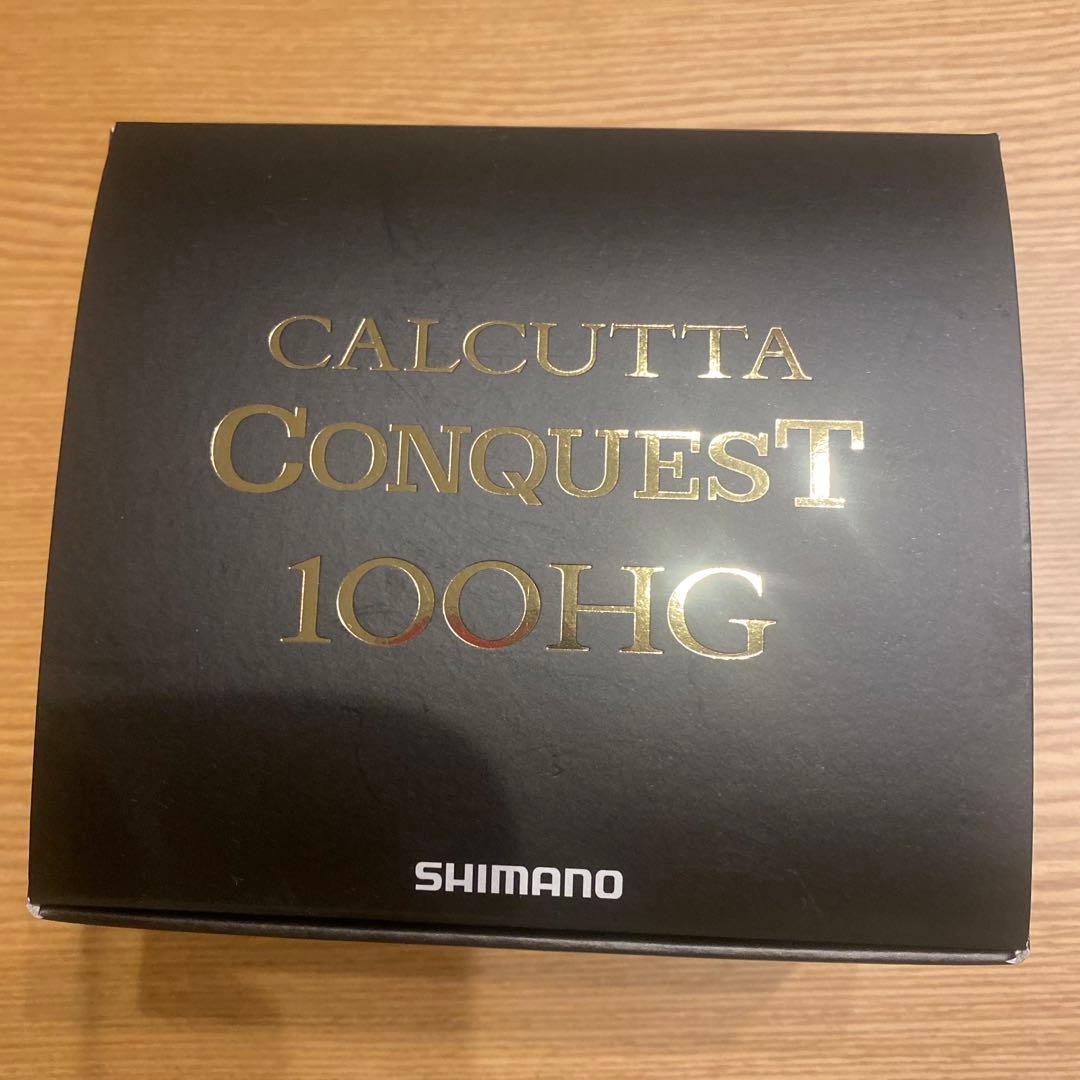 CALCUTTA
CONQUEST
100HG
SHIMANO